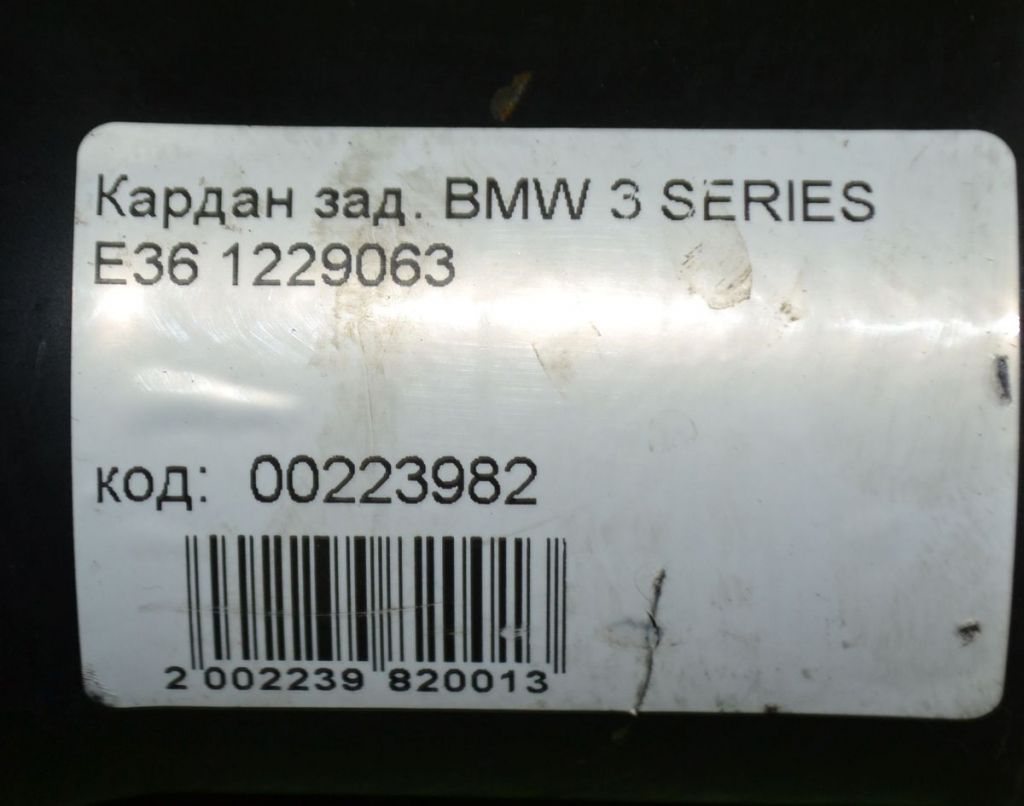 Кардан зад. BMW 3 SERIES
E36 1229063
код: 00223982
2 002239 820013